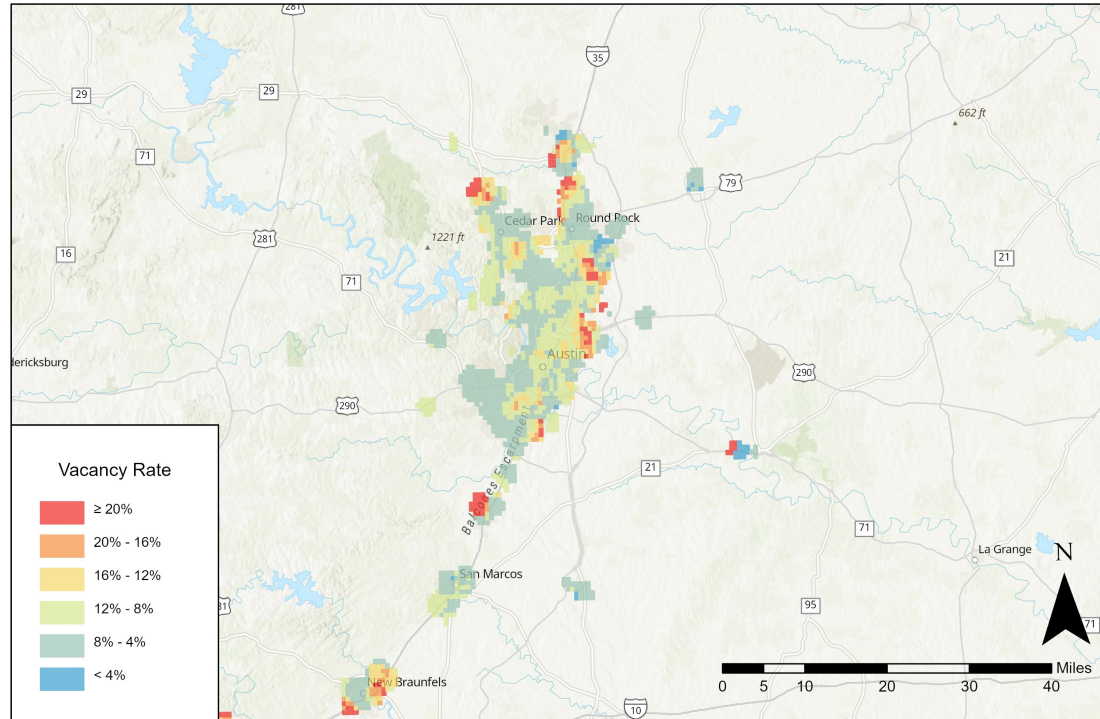 281
35
29
29
662 ft
71
79
Cedar Park
Round Rock
1221 ft
281
16
21
71
Austin
dericksburg
290
290
Balcones Escarpment
21
71
La Grange
N
San Marcos
95
71
31
New Braunfels
10
Vacancy Rate
≥ 20%
20% - 16%
16% - 12%
12% - 8%
8% - 4%
< 4%
Miles
0 5 10 20 30 40